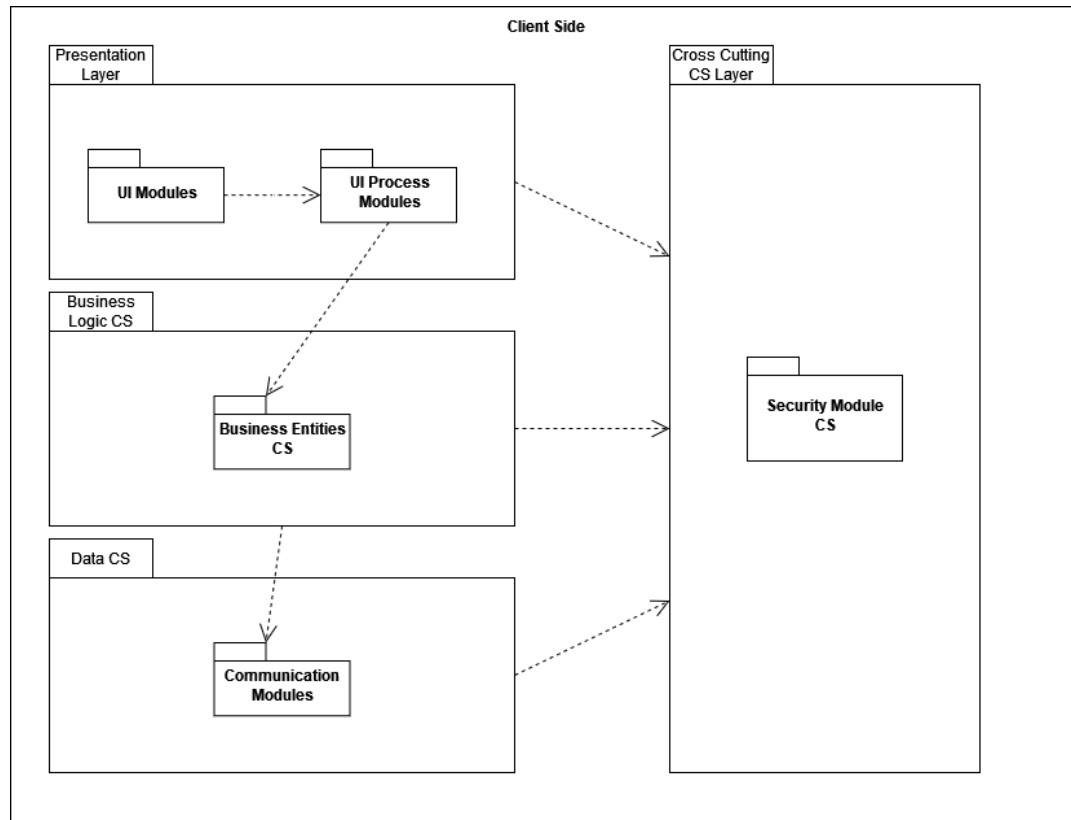 Client Side
Presentation
Layer
Cross Cutting
CS Layer
UI Modules
UI Process
Modules
Business
Logic CS
Business Entities
CS
Security Module
CS
Data CS
Communication
Modules